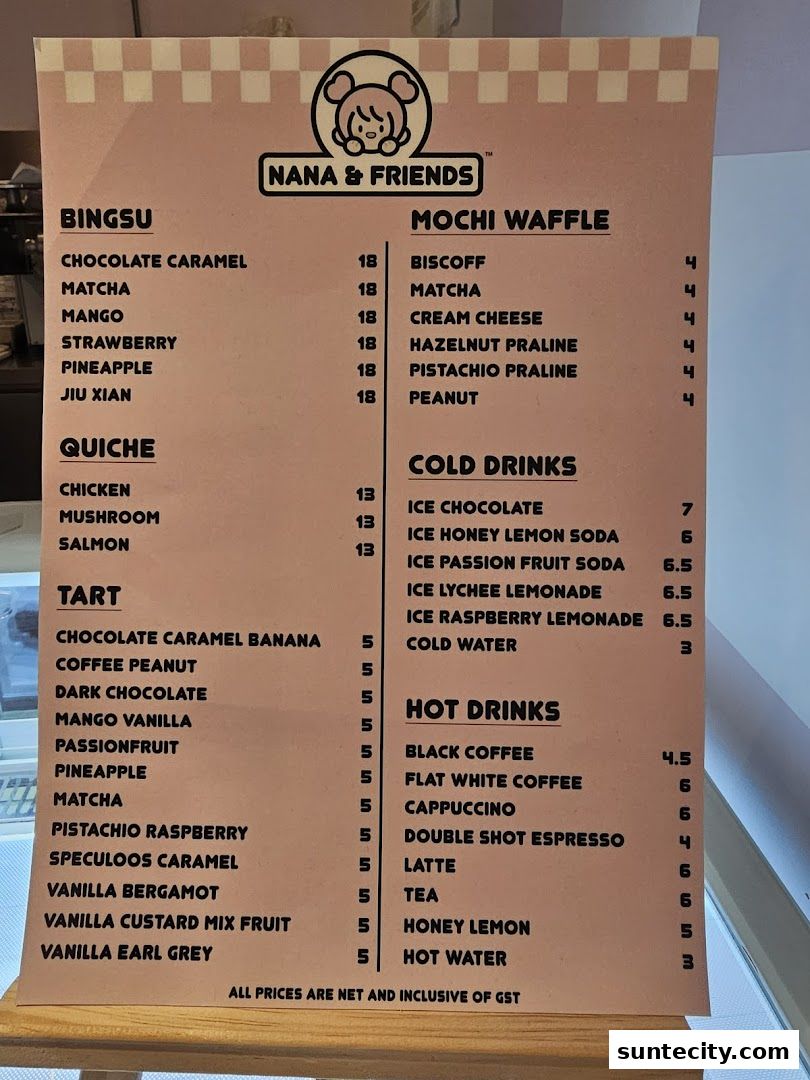 NANA & FRIENDS™
BINGSU
CHOCOLATE CARAMEL 18
MATCHA 18
MANGO 18
STRAWBERRY 18
PINEAPPLE 18
JIU XIAN 18
QUICHE
CHICKEN 13
MUSHROOM 13
SALMON 13
TART
CHOCOLATE CARAMEL BANANA 5
COFFEE PEANUT 5
DARK CHOCOLATE 5
MANGO VANILLA 5
PASSIONFRUIT 5
PINEAPPLE 5
MATCHA 5
PISTACHIO RASPBERRY 5
SPECULOOS CARAMEL 5
VANILLA BERGAMOT 5
VANILLA CUSTARD MIX FRUIT 5
VANILLA EARL GREY 5
MOCHI WAFFLE
BISCOFF 4
MATCHA 4
CREAM CHEESE 4
HAZELNUT PRALINE 4
PISTACHIO PRALINE 4
PEANUT 4
COLD DRINKS
ICE CHOCOLATE 7
ICE HONEY LEMON SODA 6
ICE PASSION FRUIT SODA 6.5
ICE LYCHEE LEMONADE 6.5
ICE RASPBERRY LEMONADE 6.5
COLD WATER 3
HOT DRINKS
BLACK COFFEE 4.5
FLAT WHITE COFFEE 6
CAPPUCCINO 6
DOUBLE SHOT ESPRESSO 4
LATTE 6
TEA 6
HONEY LEMON 5
HOT WATER 3
ALL PRICES ARE NET AND INCLUSIVE OF GST
suntecity.com